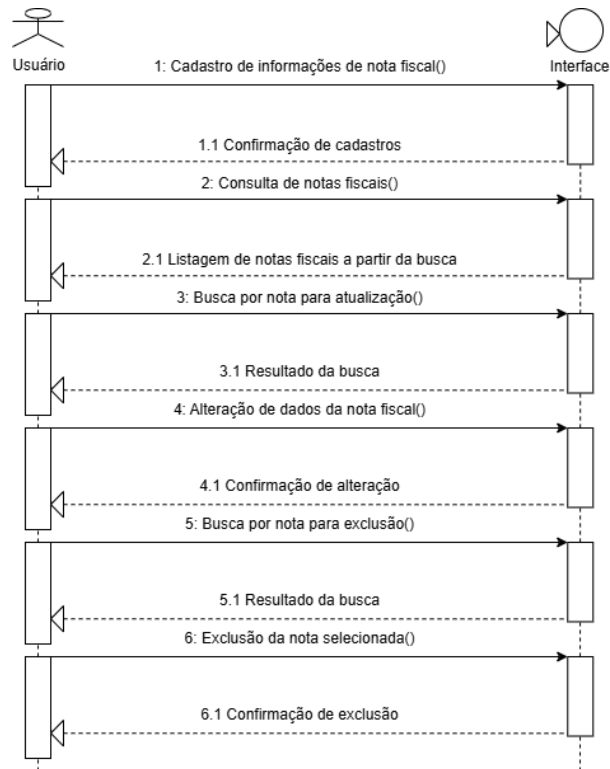 Usuário
Interface
1: Cadastro de informações de nota fiscal()
1.1 Confirmação de cadastros
2: Consulta de notas fiscais()
2.1 Listagem de notas fiscais a partir da busca
3: Busca por nota para atualização()
3.1 Resultado da busca
4: Alteração de dados da nota fiscal()
4.1 Confirmação de alteração
5: Busca por nota para exclusão()
5.1 Resultado da busca
6: Exclusão da nota selecionada()
6.1 Confirmação de exclusão